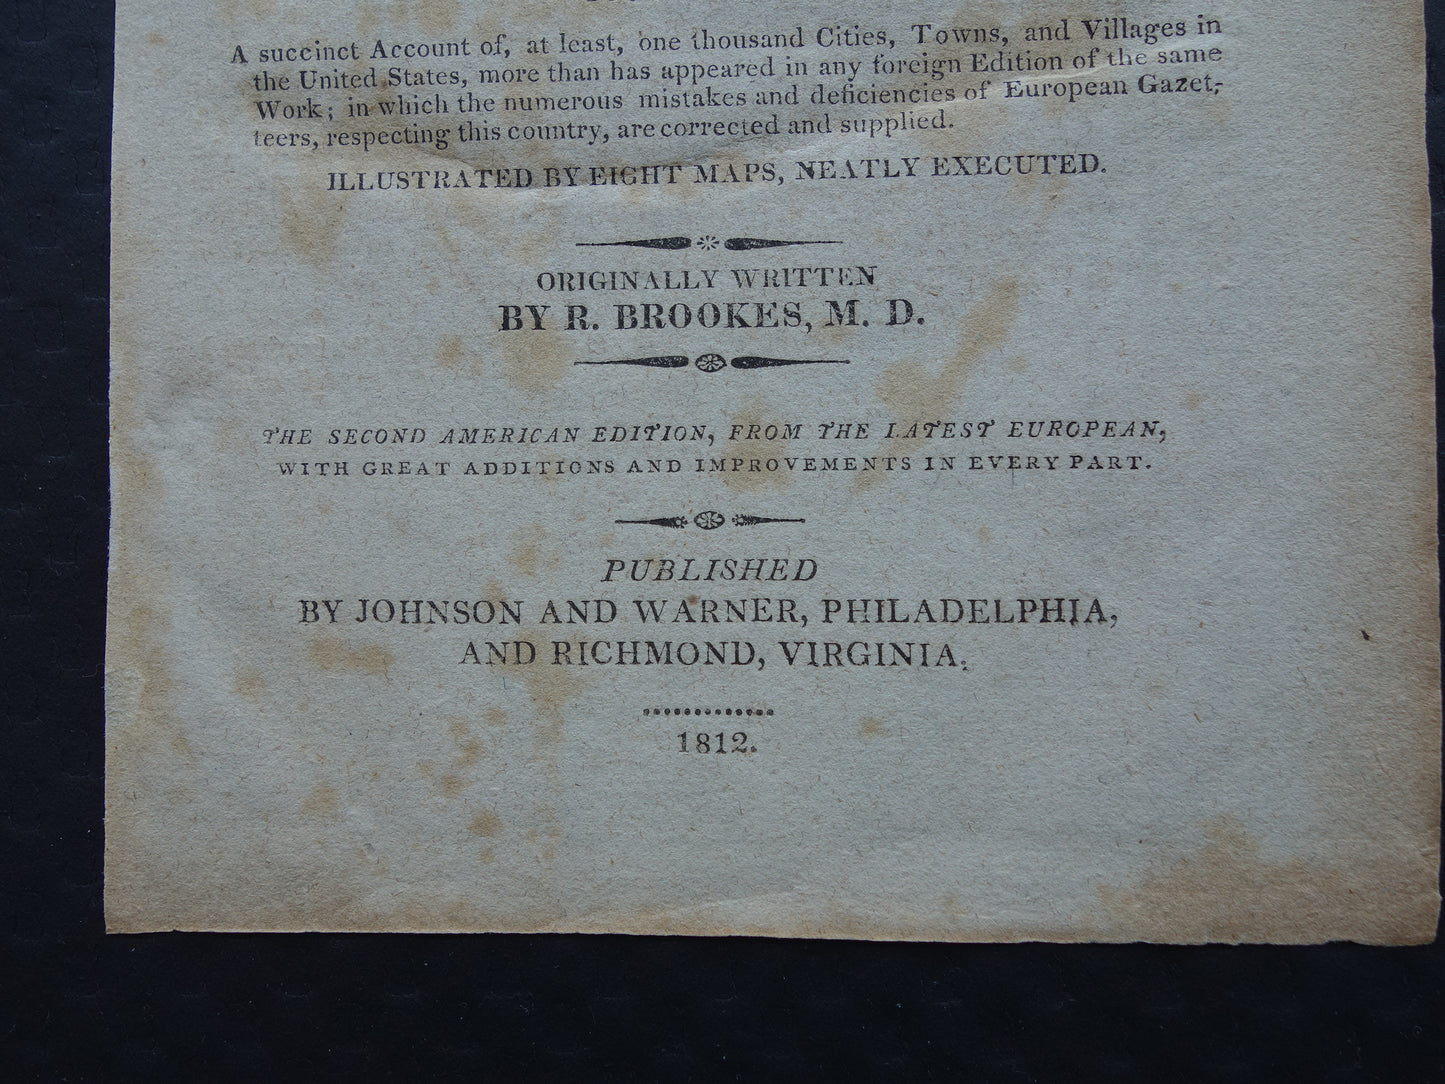 A succinct Account of, at least, one thousand Cities, Towns, and Villages in
the United States, more than has appeared in any foreign Edition of the same
Work; in which the numerous mistakes and deficiencies of European Gazet-
teers, respecting this country, are corrected and supplied.
ILLUSTRATED BY EIGHT MAPS, NEATLY EXECUTED.
ORIGINALLY WRITTEN
BY R. BROOKES, M. D.
THE SECOND AMERICAN EDITION, FROM THE LATEST EUROPEAN,
WITH GREAT ADDITIONS AND IMPROVEMENTS IN EVERY PART.
PUBLISHED
BY JOHNSON AND WARNER, PHILADELPHIA,
AND RICHMOND, VIRGINIA.
1812.